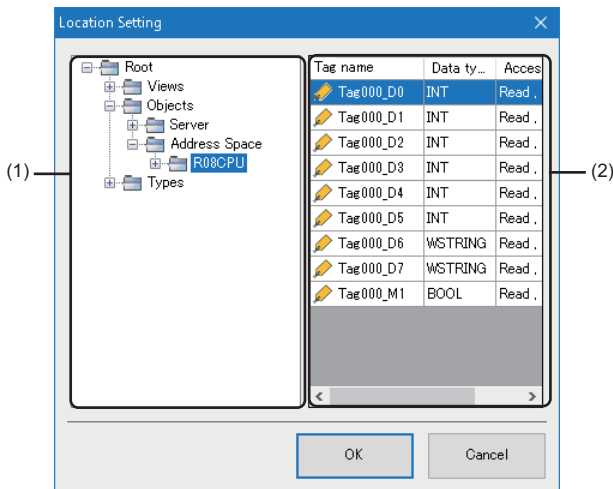 Location Setting
Root
Views
Objects
Server
Address Space
R08CPU
Types
Tag name Data ty... Acces
Tag000_D0 INT Read ,
Tag000_D1 INT Read ,
Tag000_D2 INT Read ,
Tag000_D3 INT Read ,
Tag000_D4 INT Read ,
Tag000_D5 INT Read ,
Tag000_D6 WSTRING Read ,
Tag000_D7 WSTRING Read ,
Tag000_M1 BOOL Read ,
(1)
(2)
OK Cancel